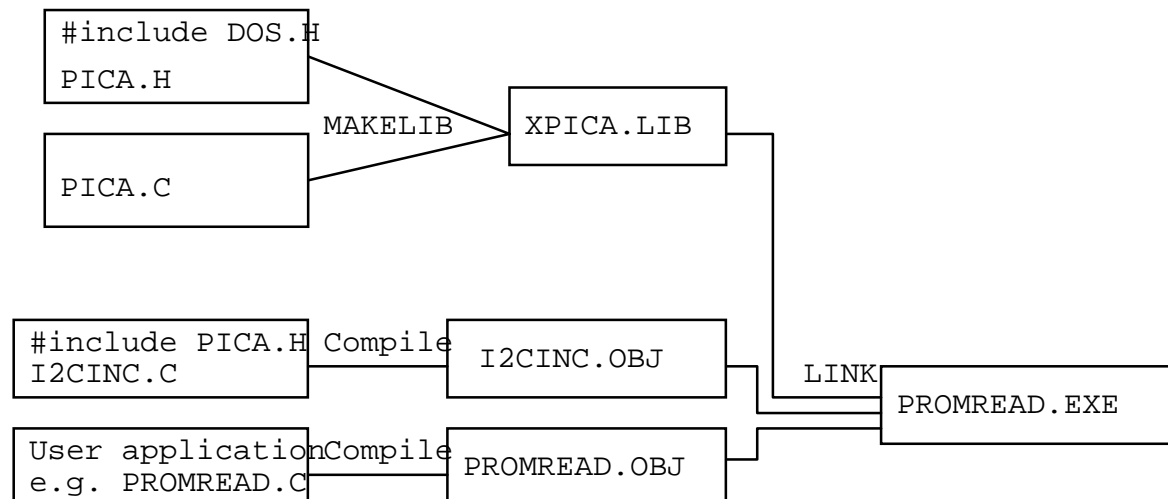 #include DOS.H
PICA.H
MAKELIB
XPICA.LIB
PICA.C
#include PICA.H
I2CINC.C
Compile
I2CINC.OBJ
LINK
PROMREAD.EXE
User application
e.g. PROMREAD.C
Compile
PROMREAD.OBJ